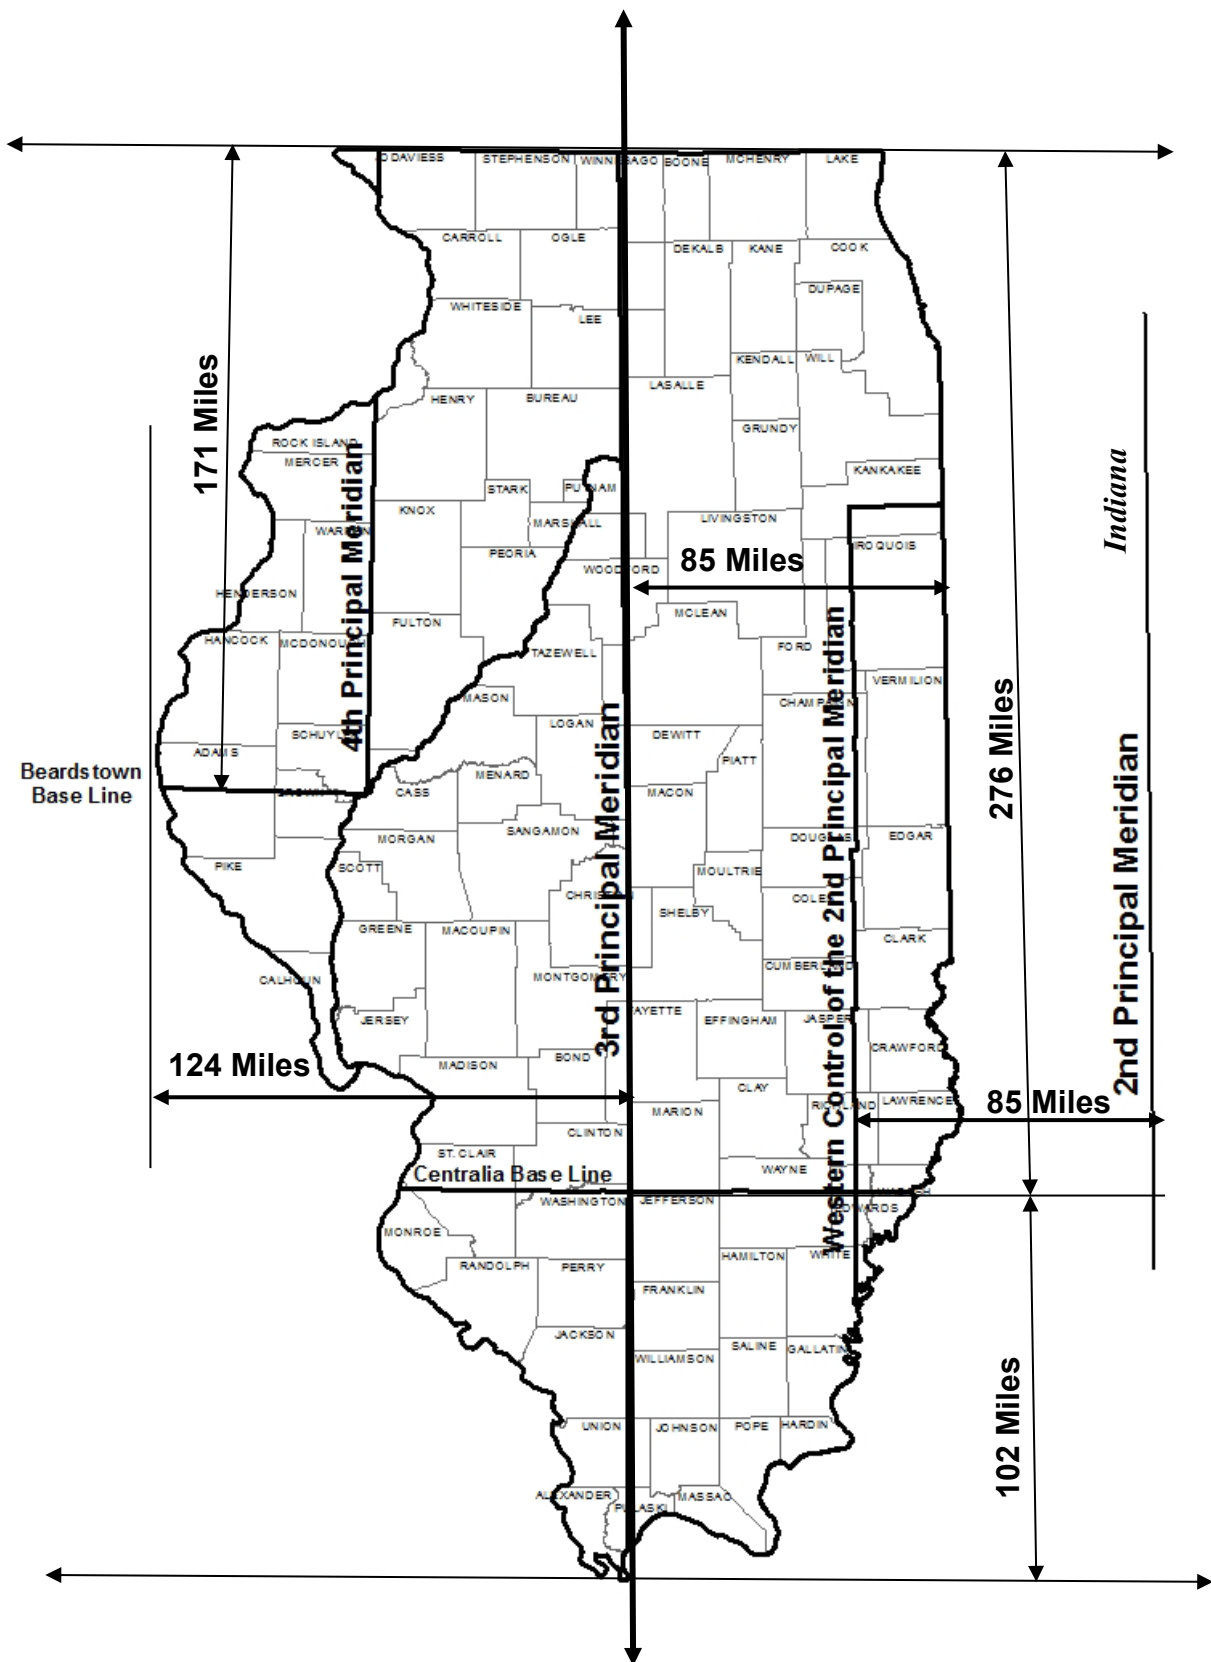 JO DAVIESS
STEPHENSON
WINNEBAGO
BOONE
MCHENRY
LAKE
CARROLL
OGLE
DEKALB
KANE
COOK
DUPAGE
WHITESIDE
LEE
KENDALL
WILL
171 Miles
LASALLE
HENRY
BUREAU
GRUNDY
ROCK ISLAND
MERCER
KANKAKEE
Indiana
STARK
PUTNAM
KNOX
MARSHALL
LIVINGSTON
WARREN
4th Principal Meridian
PEORIA
IROQUOIS
WOODFORD
85 Miles
HENDERSON
MCLEAN
FULTON
HANCOCK
MCDONOUGH
TAZEWELL
FORD
VERMILION
MASON
CHAMPAIGN
LOGAN
DEWITT
SCHUYLER
276 Miles
ADAMS
PIATT
Beardstown
Base Line
MENARD
BROWN
CASS
MACON
SANGAMON
MORGAN
DOUGLAS
EDGAR
PIKE
SCOTT
MOULTRIE
CHRISTIAN
COLES
3rd Principal Meridian
SHELBY
Western Control of the 2nd Principal Meridian
2nd Principal Meridian
GREENE
MACOUPIN
CLARK
CUMBERLAND
CALHOUN
MONTGOMERY
FAYETTE
EFFINGHAM
JASPER
JERSEY
CRAWFORD
124 Miles
MADISON
BOND
CLAY
RICHLAND
LAWRENCE
85 Miles
MARION
CLINTON
ST. CLAIR
WAYNE
Centralia Base Line
WABASH
WASHINGTON
JEFFERSON
EDWARDS
MONROE
HAMILTON
WHITE
RANDOLPH
PERRY
FRANKLIN
JACKSON
SALINE
GALLATIN
WILLIAMSON
102 Miles
UNION
JOHNSON
POPE
HARDIN
ALEXANDER
PULASKI
MASSAC